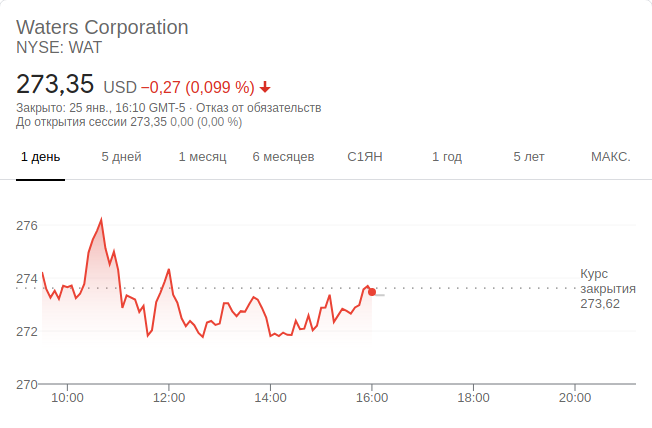 Waters Corporation
NYSE: WAT
273,35 USD −0,27 (0,099 %)
Закрыто: 25 янв., 16:10 GMT-5 · Отказ от обязательств
До открытия сессии 273,35 0,00 (0,00 %)
1 день 5 дней 1 месяц 6 месяцев С1ЯН 1 год 5 лет МАКС.
276
274
272
270
Курс
закрытия
273,62
10:00 12:00 14:00 16:00 18:00 20:00